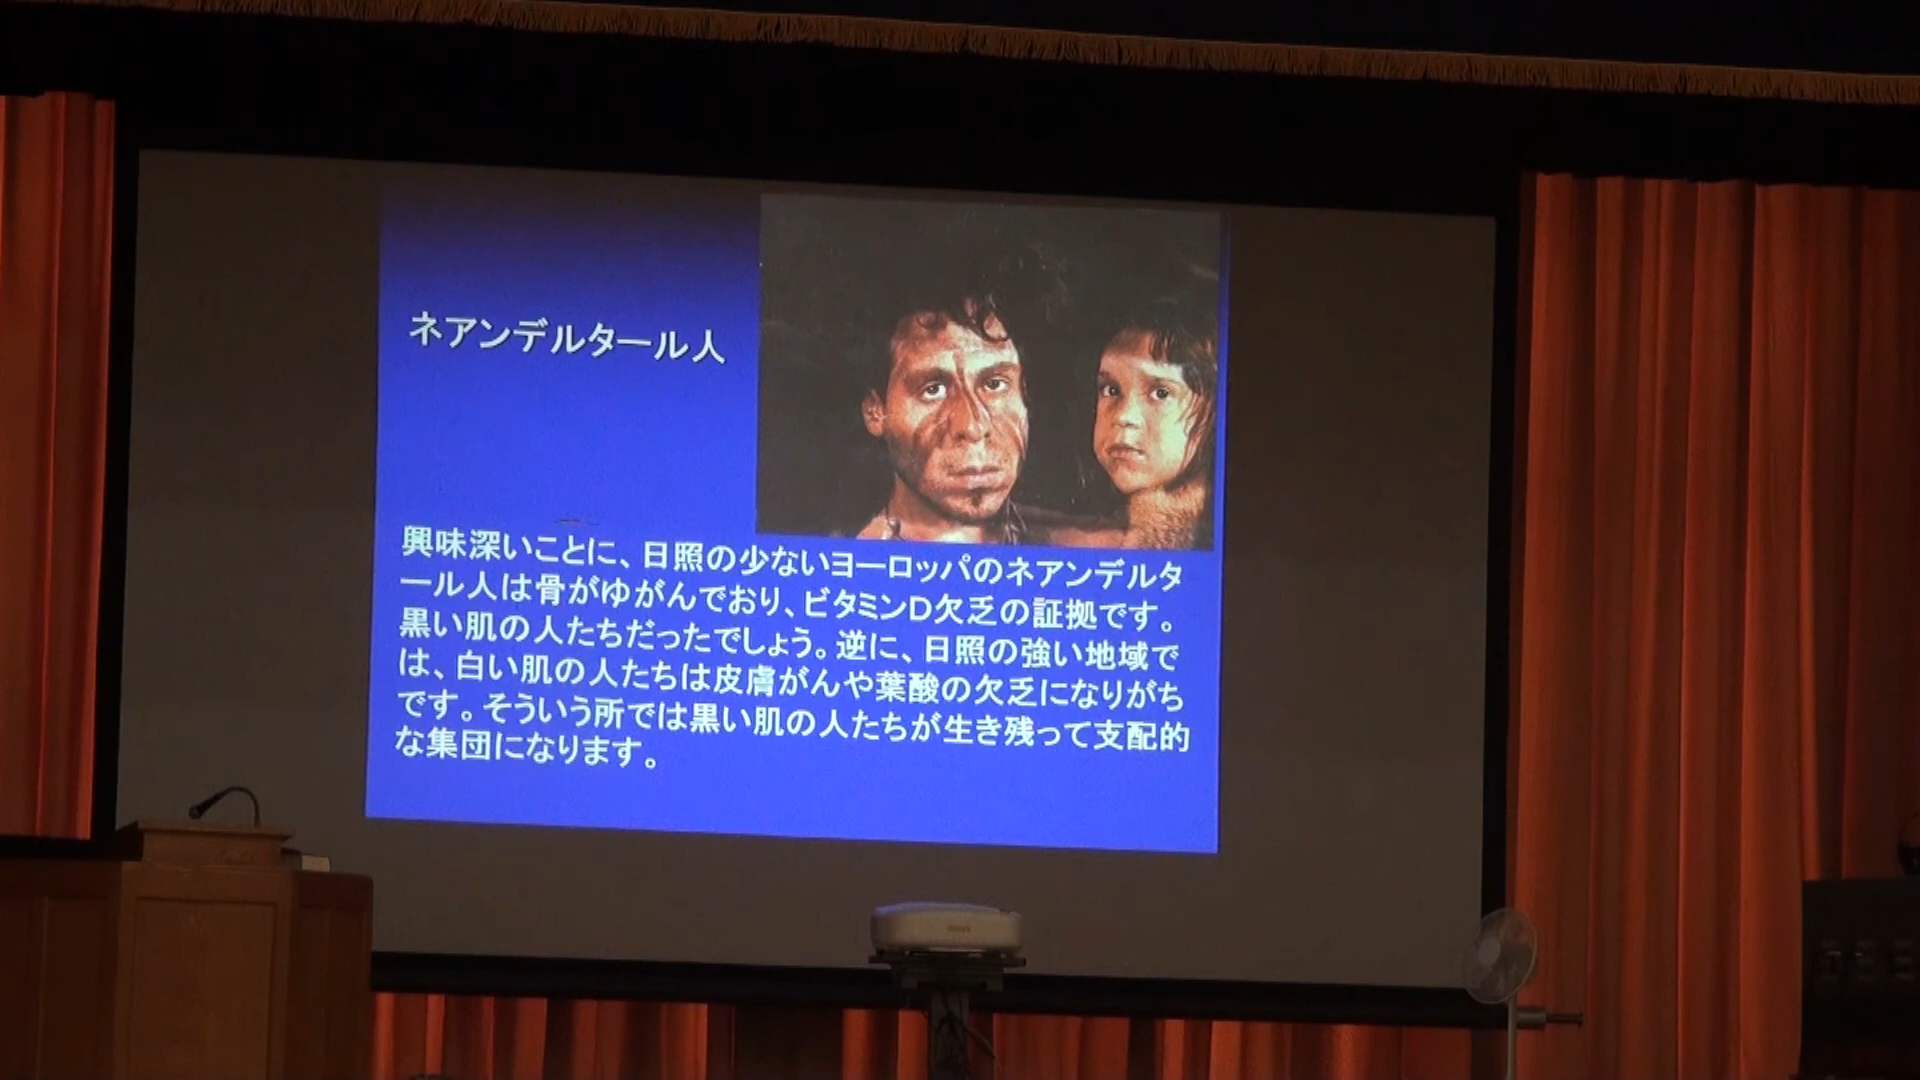 ネアンデルタール人
興味深いことに、日照の少ないヨーロッパのネアンデルタ
ール人は骨がゆがんでおり、ビタミンD欠乏の証拠です。
黒い肌の人たちだったでしょう。逆に、日照の強い地域で
は、白い肌の人たちは皮膚がんや葉酸の欠乏になりがち
です。そういう所では黒い肌の人たちが生き残って支配的
な集団になります。